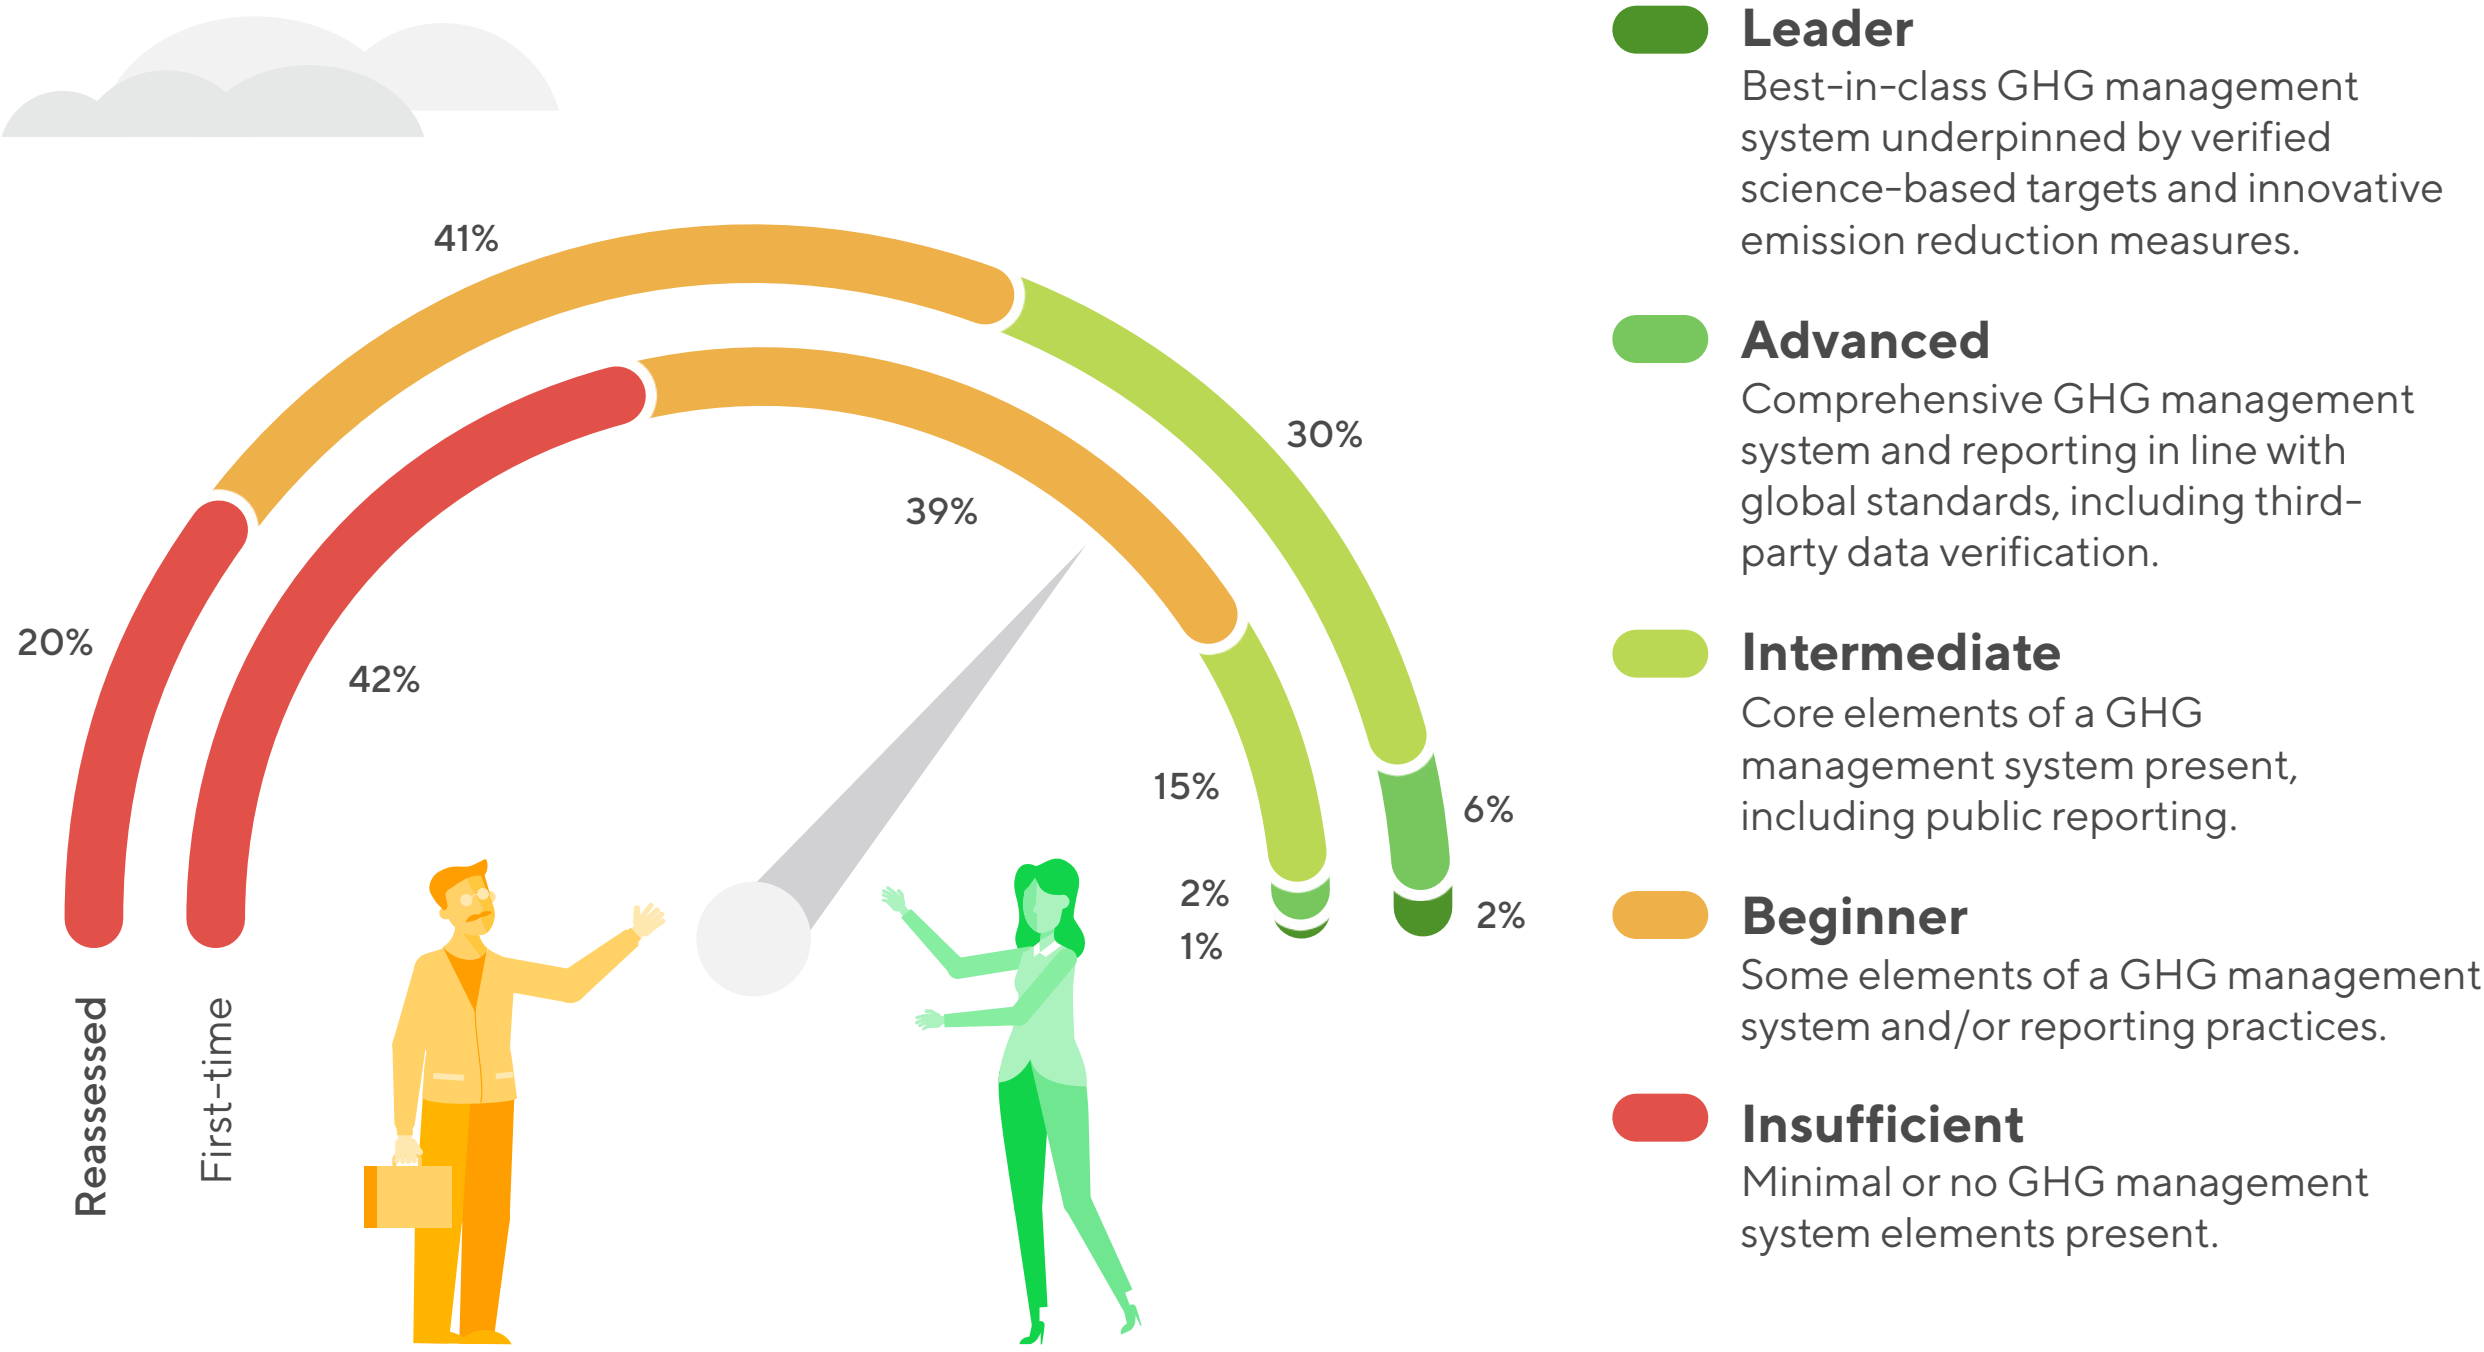 41%
30%
39%
20%
42%
15%
6%
2%
2%
1%
Reassessed
First-time
Leader
Best-in-class GHG management
system underpinned by verified
science-based targets and innovative
emission reduction measures.
Advanced
Comprehensive GHG management
system and reporting in line with
global standards, including third-
party data verification.
Intermediate
Core elements of a GHG
management system present,
including public reporting.
Beginner
Some elements of a GHG management
system and/or reporting practices.
Insufficient
Minimal or no GHG management
system elements present.